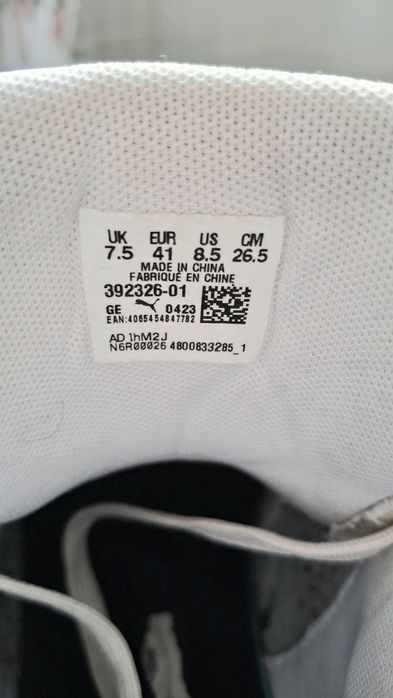 UK EUR US CM
7.5 41 8.5 26.5
MADE IN CHINA
FABRIQUÉ EN CHINE
392326-01
GE 0423
EAN:4065454847782
AD 1hM2J
N6R00026 4800833285_1